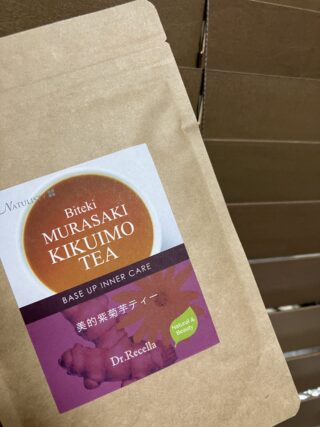 NATULIS
Biteki
MURASAKI
KIKUIMO
TEA
BASE UP INNER CARE
美的紫菊芋ティー
Natural &
Beauty
Dr.Recella